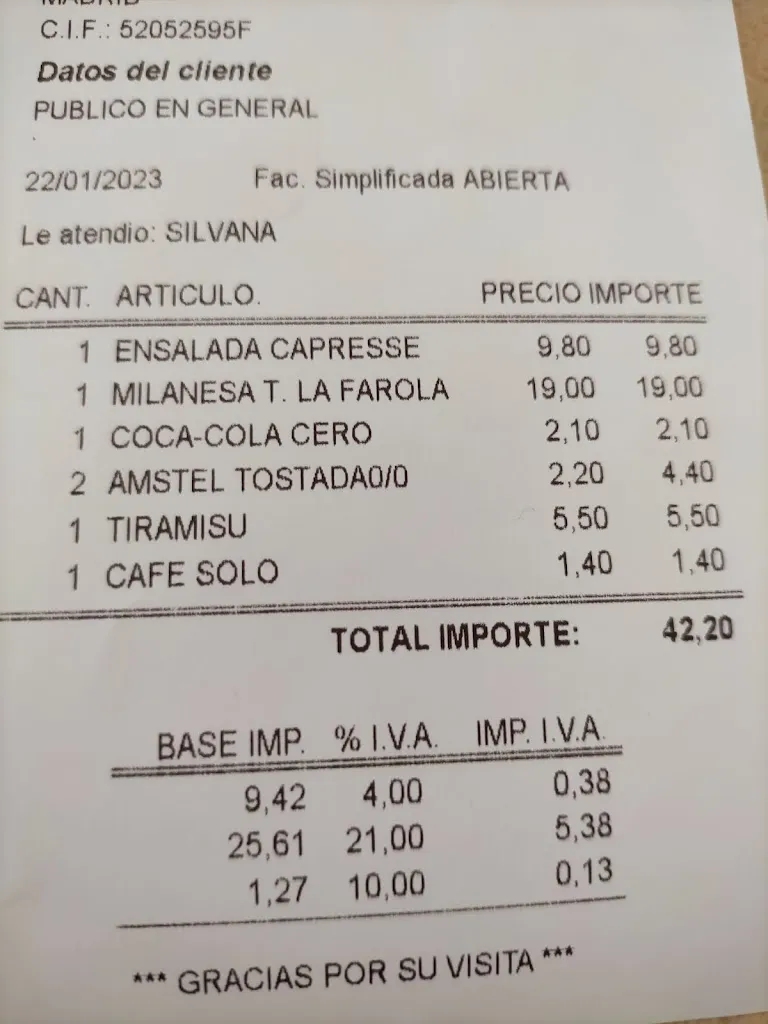 MADRID
C.I.F.: 52052595F
Datos del cliente
PUBLICO EN GENERAL
.
22/01/2023 Fac. Simplificada ABIERTA
Le atendio: SILVANA
CANT. ARTICULO. PRECIO IMPORTE
1 ENSALADA CAPRESSE 9,80 9,80
1 MILANESA T. LA FAROLA 19,00 19,00
1 COCA-COLA CERO 2,10 2,10
2 AMSTEL TOSTADA0/0 2,20 4,40
1 TIRAMISU 5,50 5,50
1 CAFE SOLO 1,40 1,40
TOTAL IMPORTE: 42,20
BASE IMP. % I.V.A. IMP. I.V.A.
9,42 4,00 0,38
25,61 21,00 5,38
1,27 10,00 0,13
*** GRACIAS POR SU VISITA ***